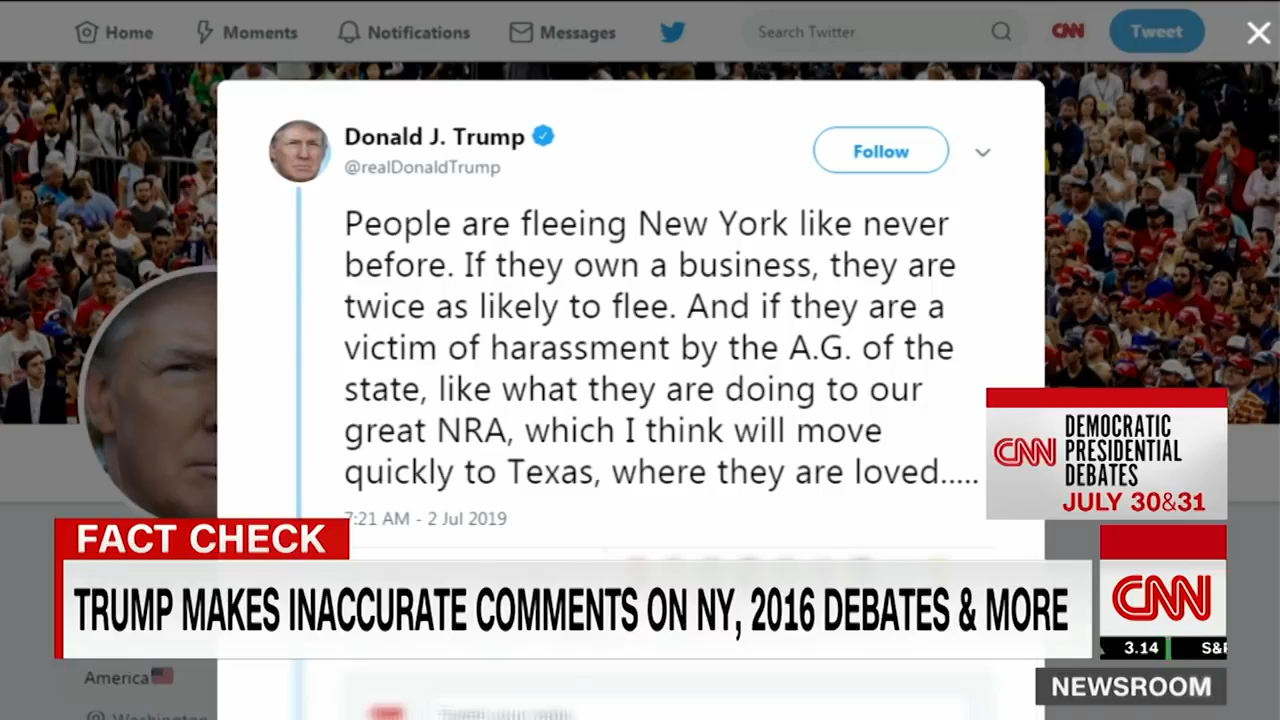 Home
Moments
Notifications
Messages
Search Twitter
CNN
Tweet
Donald J. Trump
@realDonaldTrump
Follow
People are fleeing New York like never
before. If they own a business, they are
twice as likely to flee. And if they are a
victim of harassment by the A.G. of the
state, like what they are doing to our
great NRA, which I think will move
quickly to Texas, where they are loved.....
7:21 AM - 2 Jul 2019
CNN
DEMOCRATIC
PRESIDENTIAL
DEBATES
JULY 30&31
FACT CHECK
TRUMP MAKES INACCURATE COMMENTS ON NY, 2016 DEBATES & MORE
CNN
3.14
S&P
America
Washington
NEWSROOM
Tweet your reply